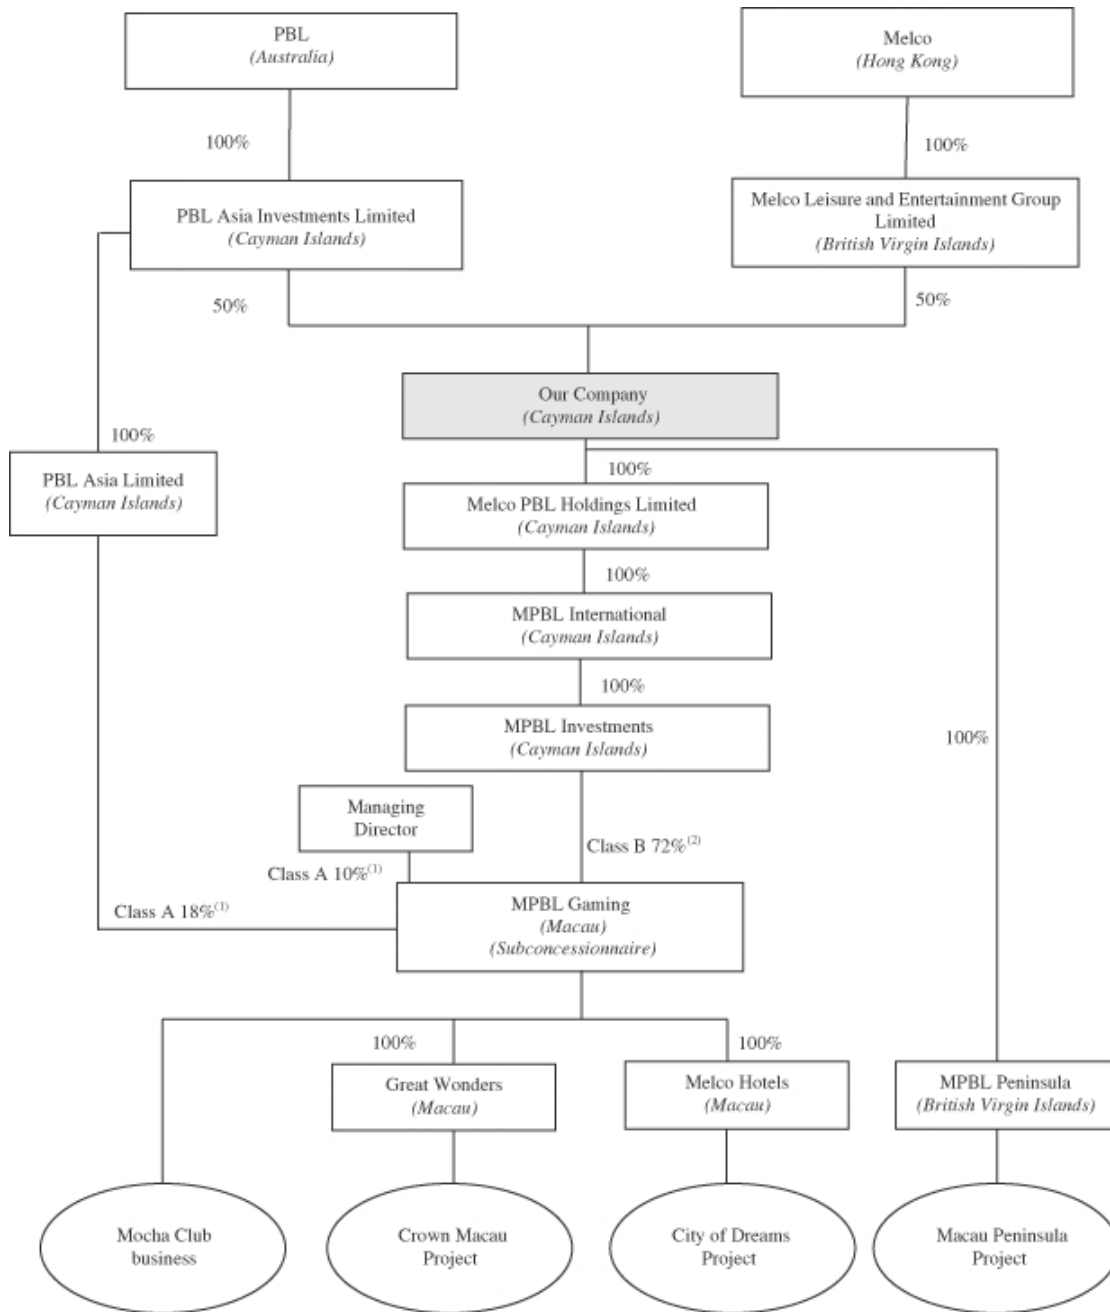 PBL
(Australia)
Melco
(Hong Kong)
100%
100%
PBL Asia Investments Limited
(Cayman Islands)
Melco Leisure and Entertainment Group
Limited
(British Virgin Islands)
50%
50%
Our Company
(Cayman Islands)
100%
PBL Asia Limited
(Cayman Islands)
100%
Melco PBL Holdings Limited
(Cayman Islands)
100%
MPBL International
(Cayman Islands)
100%
MPBL Investments
(Cayman Islands)
100%
Managing
Director
Class B 72%(2)
Class A 10%(1)
Class A 18%(1)
MPBL Gaming
(Macau)
(Subconcessionnaire)
100%
100%
Great Wonders
(Macau)
Melco Hotels
(Macau)
MPBL Peninsula
(British Virgin Islands)
Mocha Club
business
Crown Macau
Project
City of Dreams
Project
Macau Peninsula
Project